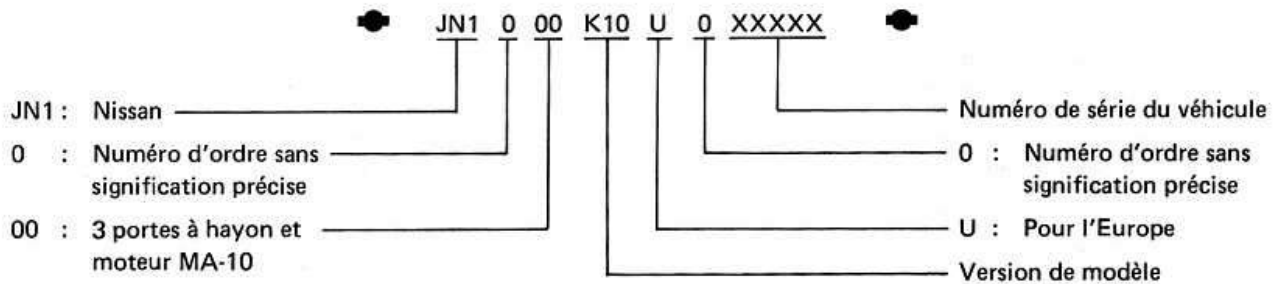 JN1 0 00 K10 U 0 XXXXX
JN1 : Nissan
0 : Numéro d'ordre sans
signification précise
00 : 3 portes à hayon et
moteur MA-10
Numéro de série du véhicule
0 : Numéro d'ordre sans
signification précise
U : Pour l'Europe
Version de modèle